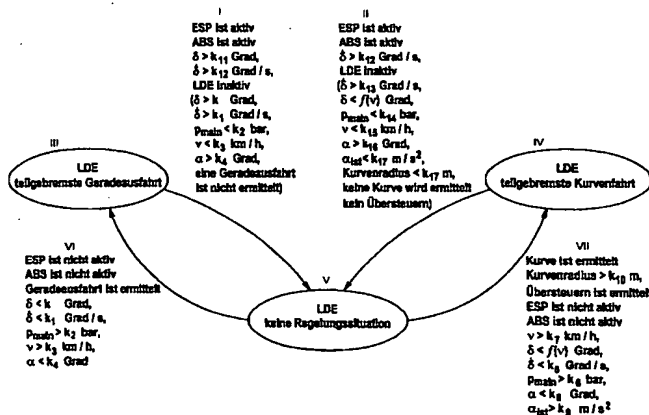 I
ESP ist aktiv
ABS ist aktiv
δ > k11 Grad,
δ̇ > k12 Grad / s,
LDE inaktiv
(δ > k Grad,
δ̇ > k1 Grad / s,
pmain < k2 bar,
v < k3 km / h,
α > k4 Grad,
eine Geradeausfahrt
ist nicht ermittelt)
II
ESP ist aktiv
ABS ist aktiv
δ̇ > k12 Grad / s,
LDE inaktiv
(δ̇ > k13 Grad / s,
δ < f{v} Grad,
pmain < k14 bar,
v < k15 km / h,
α > k16 Grad,
αist < k17 m / s²,
Kurvenradius < k17 m,
keine Kurve wird ermittelt
kein Übersteuern)
III
LDE
teilgebremste Geradeausfahrt
IV
LDE
teilgebremste Kurvenfahrt
V
LDE
keine Regelungssituation
VI
ESP ist nicht aktiv
ABS ist nicht aktiv
Geradeausfahrt ist ermittelt
δ < k Grad,
δ̇ < k1 Grad / s,
pmain > k2 bar,
v > k3 km / h,
α < k4 Grad
VII
Kurve ist ermittelt
Kurvenradius > k10 m,
Übersteuern ist ermittelt
ESP ist nicht aktiv
ABS ist nicht aktiv
v > k7 km / h,
δ < f{v} Grad,
δ̇ < k5 Grad / s,
pmain > k6 bar,
α < k8 Grad,
αist > k9 m / s²